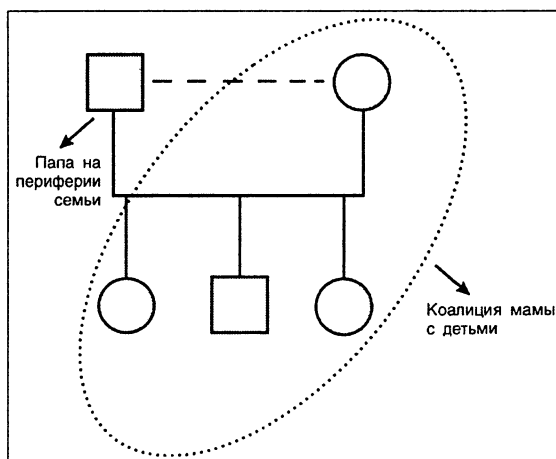 Папа на
периферии
семьи
Коалиция мамы
с детьми